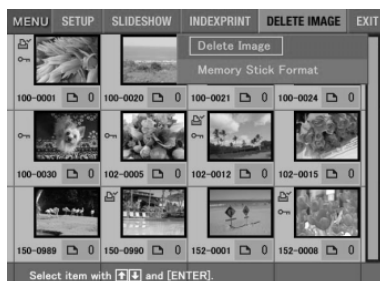 MENU SETUP SLIDESHOW INDEXPRINT DELETE IMAGE EXIT
Delete Image
Memory Stick Format
100-0001 0 100-0020 0 100-0021 0 100-0024 0
100-0030 0 102-0005 0 102-0012 0 102-0015 0
150-0989 0 150-0990 0 152-0001 0 152-0008 0
Select item with ↑↓ and [ENTER].